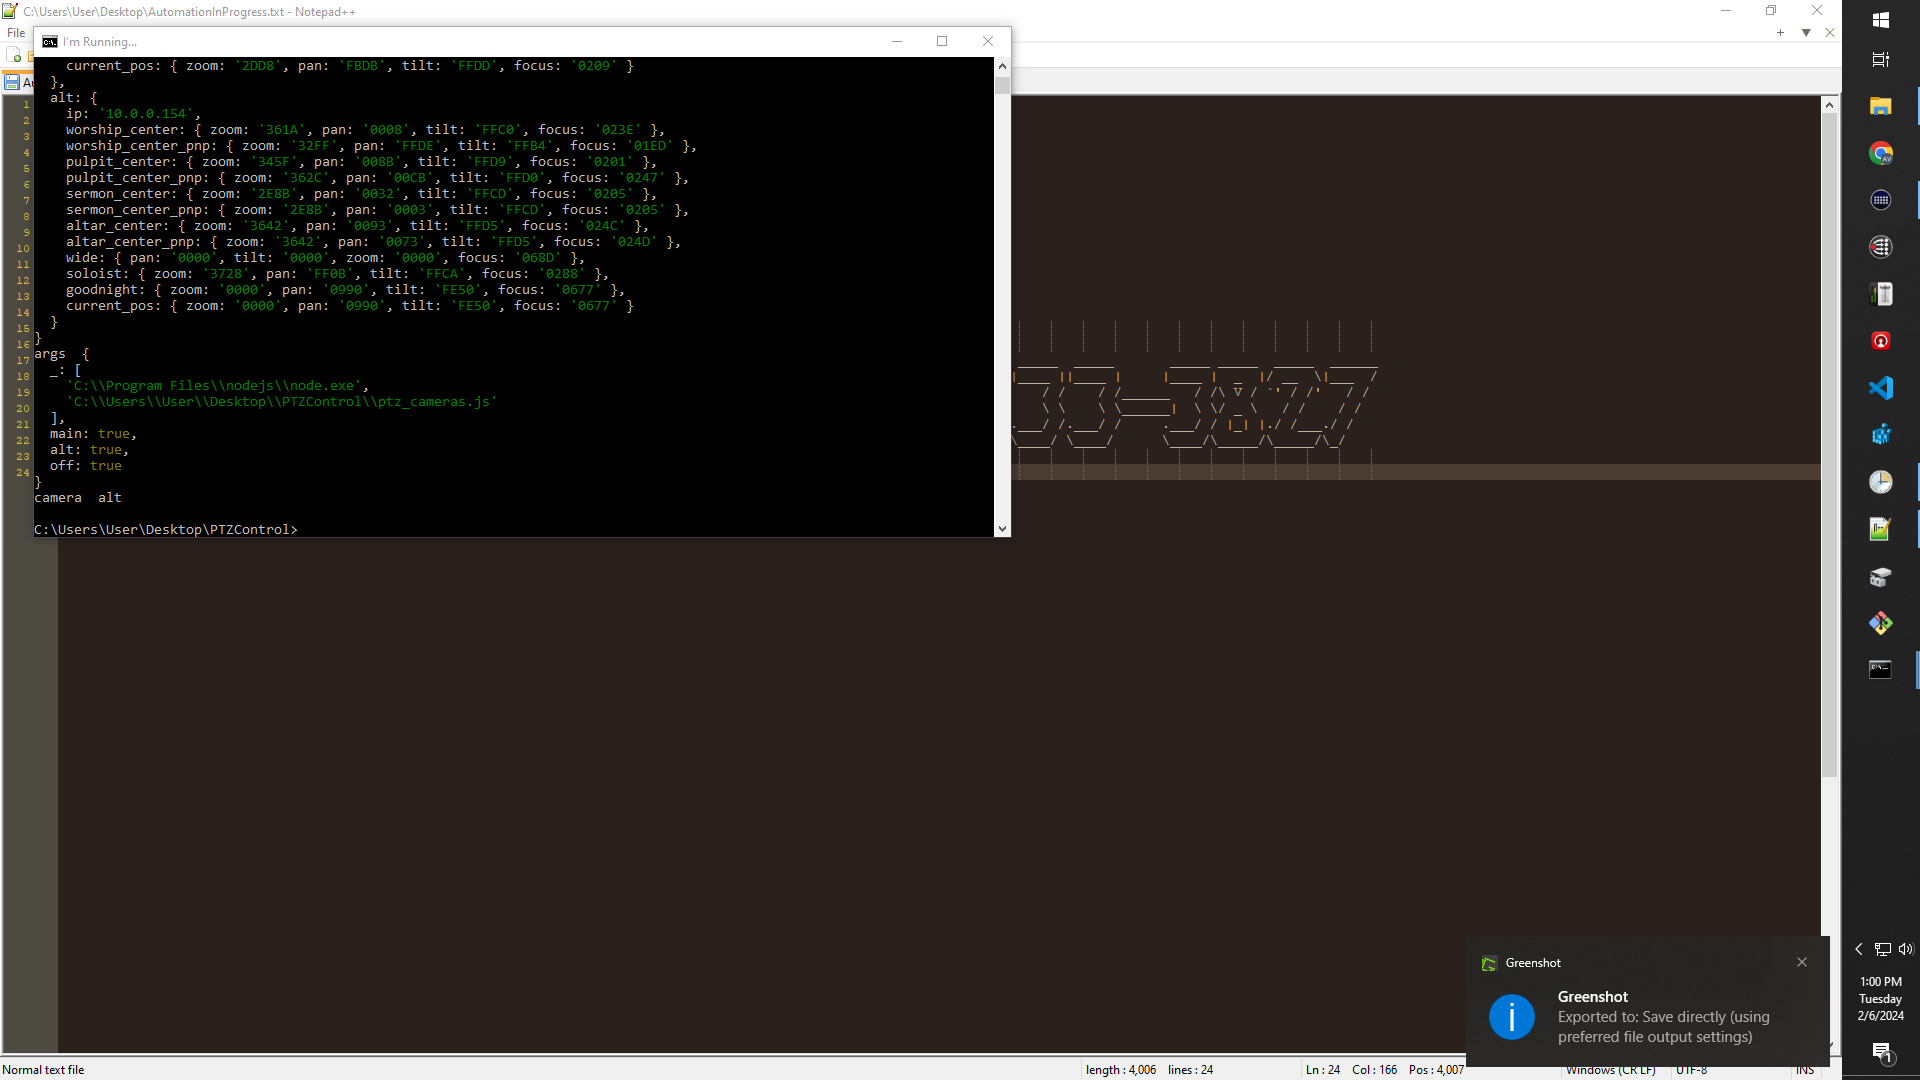 C:\Users\User\Desktop\AutomationInProgress.txt - Notepad++
File
I'm Running...
current_pos: { zoom: '2DD8', pan: 'FBDB', tilt: 'FFDD', focus: '0209' }
},
alt: {
ip: '10.0.0.154',
worship_center: { zoom: '361A', pan: '0008', tilt: 'FFC0', focus: '023E' },
worship_center_pnp: { zoom: '32FF', pan: 'FFDE', tilt: 'FFB4', focus: '01ED' },
pulpit_center: { zoom: '345F', pan: '008B', tilt: 'FFD9', focus: '0201' },
pulpit_center_pnp: { zoom: '362C', pan: '00CB', tilt: 'FFD0', focus: '0247' },
sermon_center: { zoom: '2E8B', pan: '0032', tilt: 'FFCD', focus: '0205' },
sermon_center_pnp: { zoom: '2E8B', pan: '0003', tilt: 'FFCD', focus: '0205' },
altar_center: { zoom: '3642', pan: '0093', tilt: 'FFD5', focus: '024C' },
altar_center_pnp: { zoom: '3642', pan: '0073', tilt: 'FFD5', focus: '024D' },
wide: { pan: '0000', tilt: '0000', zoom: '0000', focus: '068D' },
soloist: { zoom: '3728', pan: 'FF0B', tilt: 'FFCA', focus: '0288' },
goodnight: { zoom: '0000', pan: '0990', tilt: 'FE50', focus: '0677' },
current_pos: { zoom: '0000', pan: '0990', tilt: 'FE50', focus: '0677' }
}
}
args  {
_: [
'C:\\Program Files\\nodejs\\node.exe',
'C:\\Users\\User\\Desktop\\PTZControl\\ptz_cameras.js'
],
main: true,
alt: true,
off: true
}
camera  alt
C:\Users\User\Desktop\PTZControl>
1
2
3
4
5
6
7
8
9
10
11
12
13
14
15
16
17
18
19
20
21
22
23
24
Greenshot
Greenshot
Exported to: Save directly (using
preferred file output settings)
1:00 PM
Tuesday
2/6/2024
1
Normal text file
length : 4,006   lines : 24
Ln : 24   Col : 166   Pos : 4,007
Windows (CR LF)
UTF-8
INS